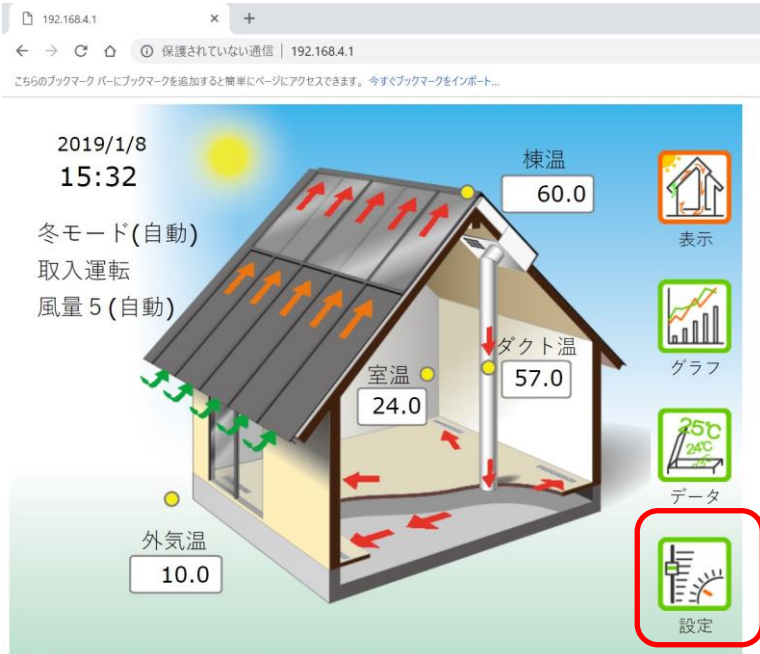 192.168.4.1
保護されていない通信 | 192.168.4.1
こちらのブックマーク バーにブックマークを追加すると簡単にページにアクセスできます。 今すぐブックマークをインポート...
2019/1/8
15:32
冬モード(自動)
取入運転
風量5(自動)
棟温
60.0
表示
グラフ
ダクト温
57.0
室温
24.0
25℃
24℃
データ
外気温
10.0
設定